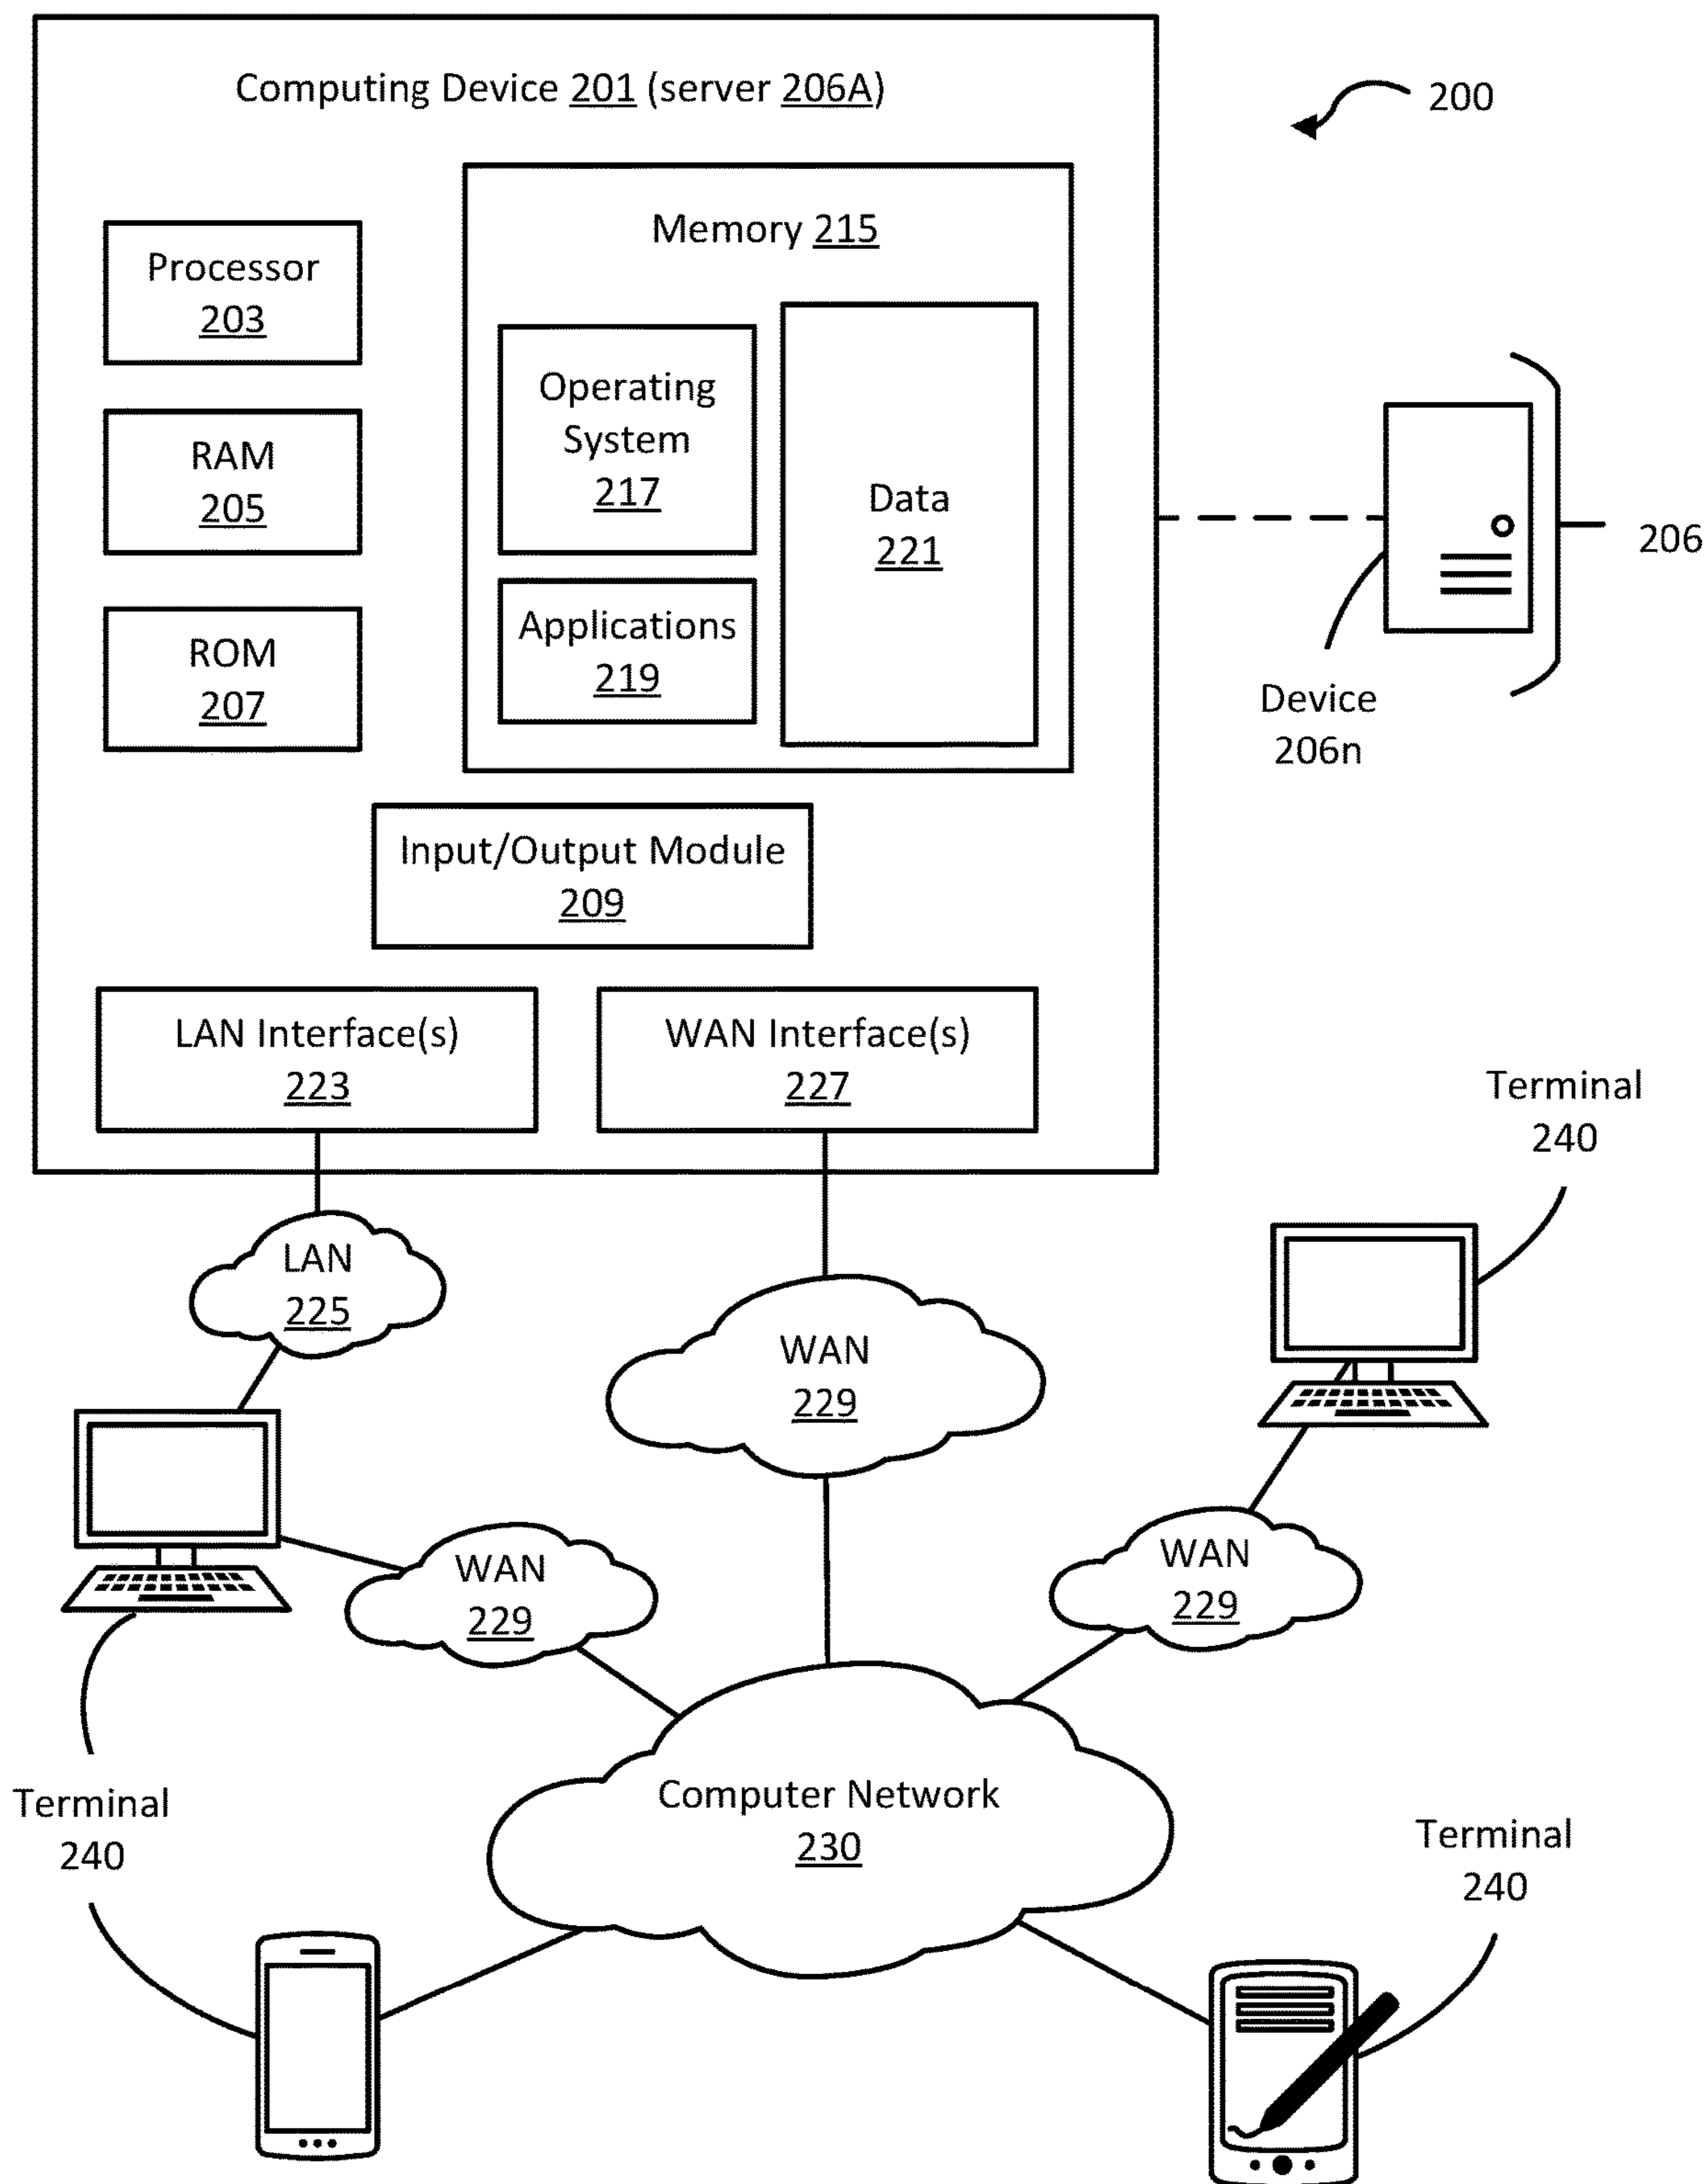 Computing Device 201 (server 206A)
200
Memory 215
Processor
203
Operating
System
217
Data
221
RAM
205
206
Applications
219
ROM
207
Device
206n
Input/Output Module
209
LAN Interface(s)
223
WAN Interface(s)
227
Terminal
240
LAN
225
WAN
229
WAN
229
WAN
229
Terminal
240
Computer Network
230
Terminal
240